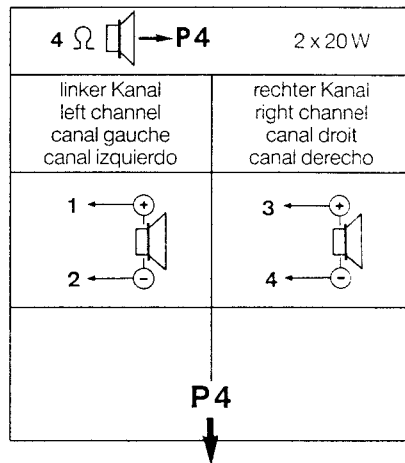 4 Ω P4 2 x 20 W
linker Kanal
left channel
canal gauche
canal izquierdo
rechter Kanal
right channel
canal droit
canal derecho
1 +
2 −
3 +
4 −
P4